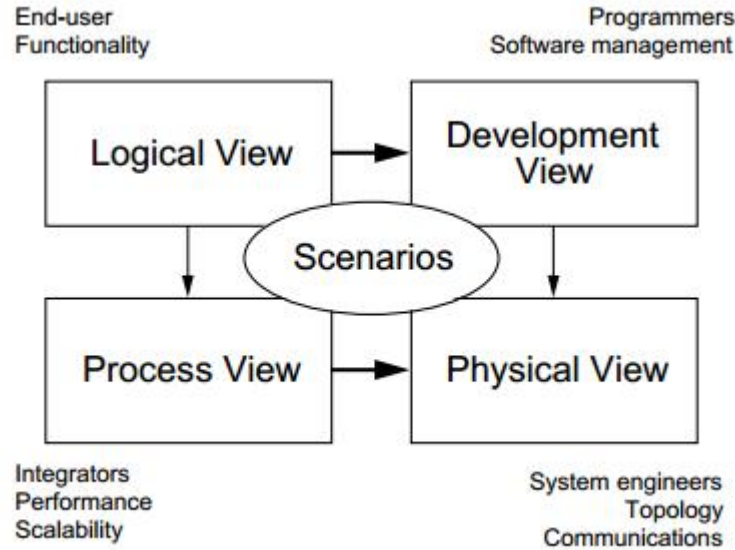 End-user
Functionality
Programmers
Software management
Logical View
Development
View
Scenarios
Process View
Physical View
Integrators
Performance
Scalability
System engineers
Topology
Communications